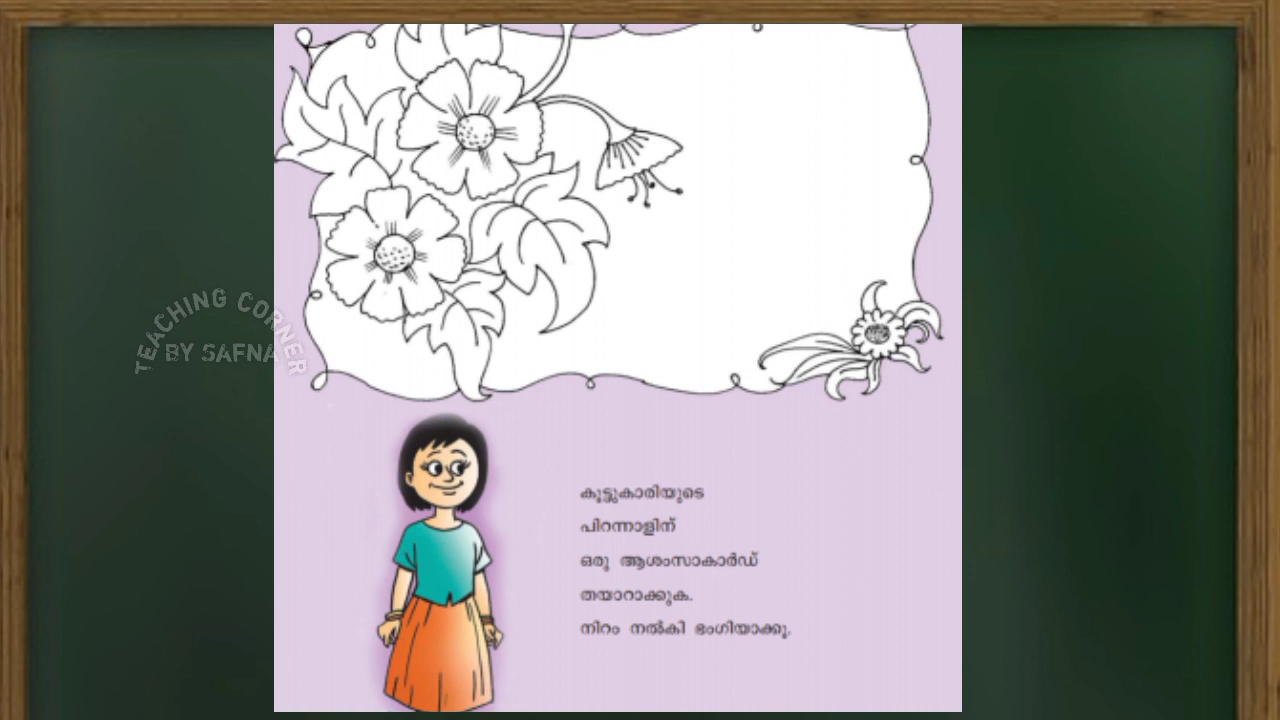 TEACHING CORNER
BY SAFNA
കൂട്ടുകാരിയുടെ
പിറന്നാളിന്
ഒരു ആശംസാകാർഡ്
തയാറാക്കുക.
നിറം നൽകി ഭംഗിയാക്കൂ.